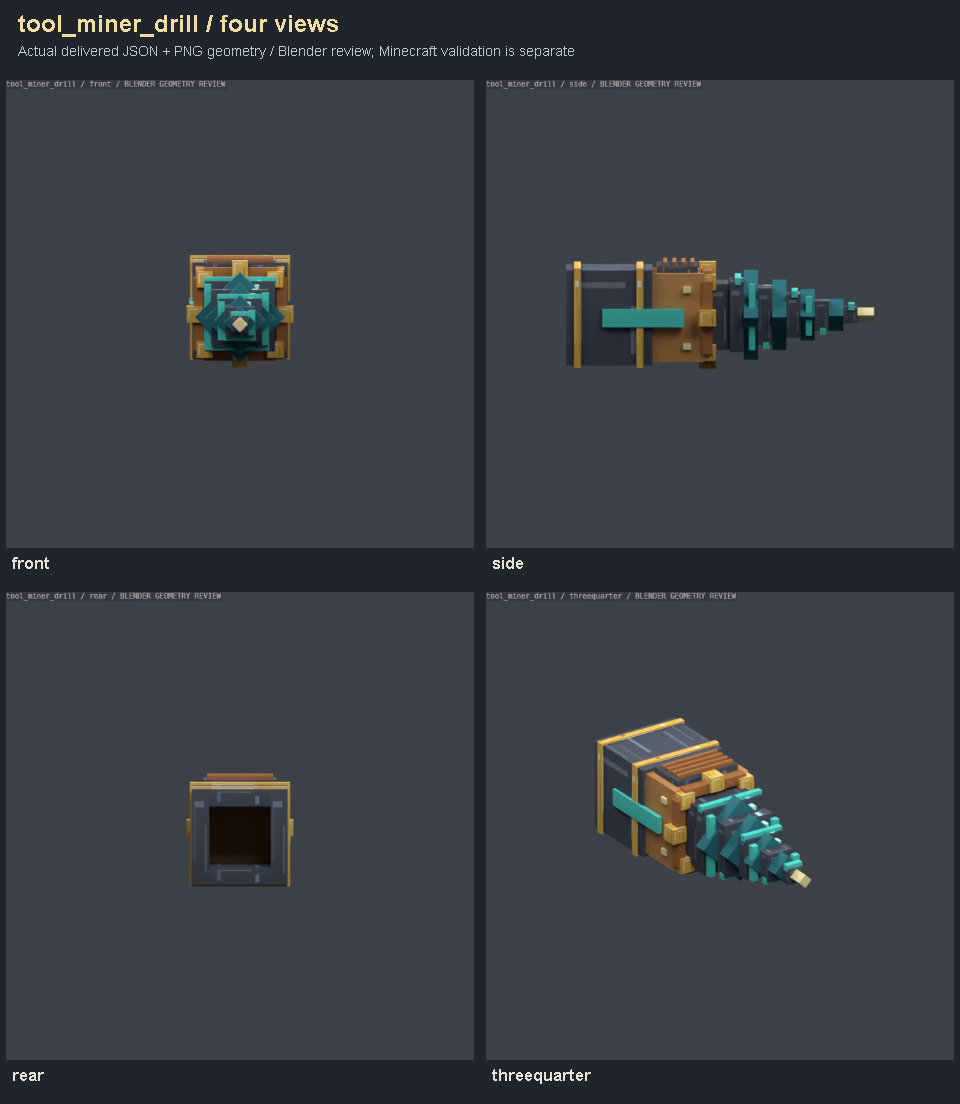 tool_miner_drill / four views
Actual delivered JSON + PNG geometry / Blender review; Minecraft validation is separate
tool_miner_drill / front / BLENDER GEOMETRY REVIEW
tool_miner_drill / side / BLENDER GEOMETRY REVIEW
front
side
tool_miner_drill / rear / BLENDER GEOMETRY REVIEW
tool_miner_drill / threequarter / BLENDER GEOMETRY REVIEW
rear
threequarter